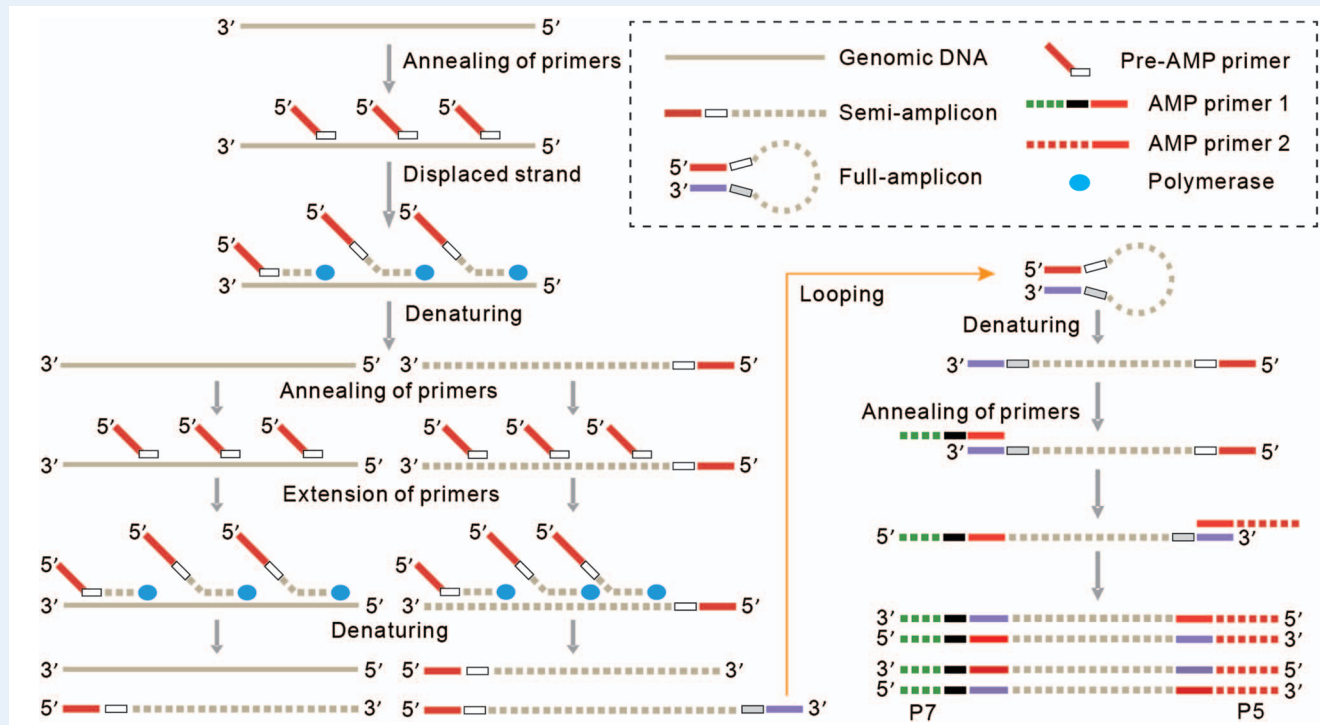 3′ 5′
Annealing of primers
5′ 5′ 5′
3′ 5′
Displaced strand
5′ 5′ 5′
3′ 5′
Denaturing
3′ 5′ 3′ 5′
Annealing of primers
5′ 5′ 5′ 5′ 5′ 5′
3′ 5′ 3′ 5′
Extension of primers
5′ 5′ 5′ 5′ 5′ 5′
3′ 5′ 3′ 5′
Denaturing
3′ 5′ 5′ 3′
5′ 3′ 5′ 3′
Genomic DNA
Semi-amplicon
5′
3′
Full-amplicon
Pre-AMP primer
AMP primer 1
AMP primer 2
Polymerase
Looping
5′
3′
Denaturing
3′ 5′
Annealing of primers
3′ 5′
5′ 3′
3′ 5′
5′ 3′
3′ 5′
5′ 3′
P7 P5